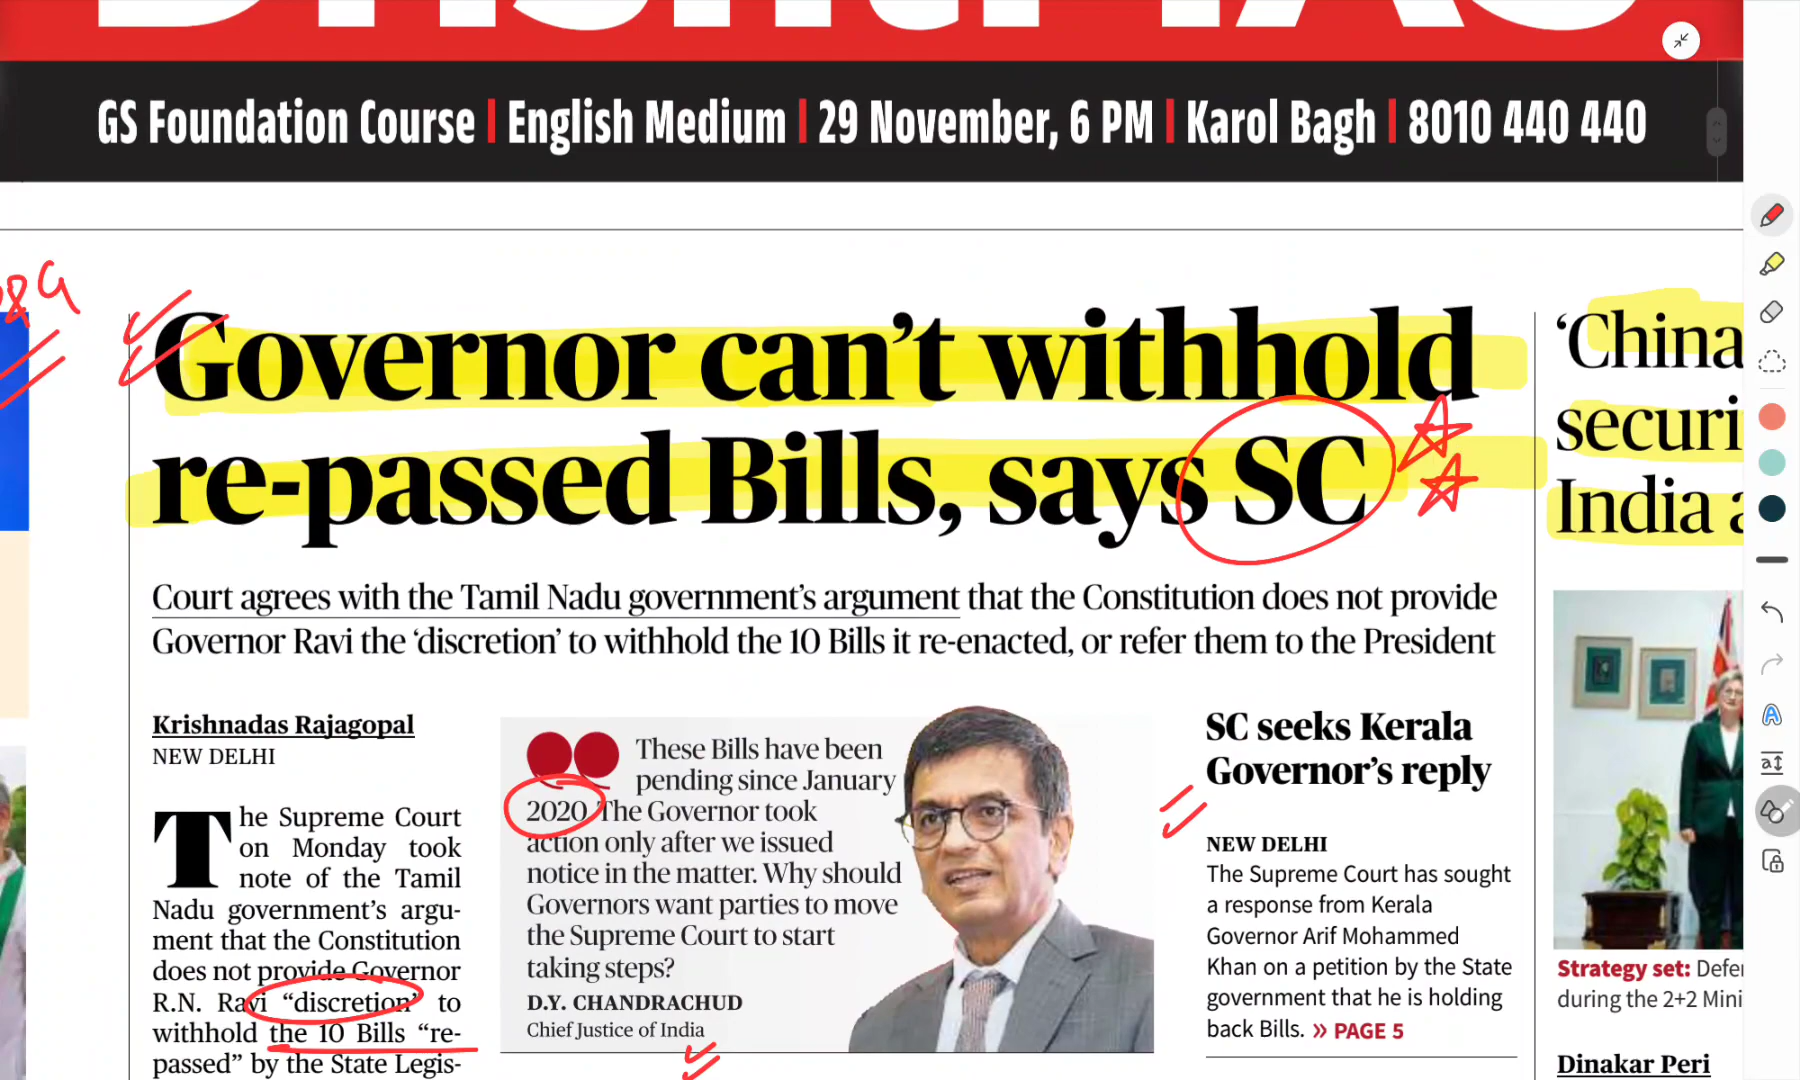 GS Foundation Course | English Medium | 29 November, 6 PM | Karol Bagh | 8010 440 440
Governor can’t withhold
re-passed Bills, says SC
Court agrees with the Tamil Nadu government’s argument that the Constitution does not provide
Governor Ravi the ‘discretion’ to withhold the 10 Bills it re-enacted, or refer them to the President
Krishnadas Rajagopal
NEW DELHI
The Supreme Court
on Monday took
note of the Tamil
Nadu government’s argu-
ment that the Constitution
does not provide Governor
R.N. Ravi “discretion” to
withhold the 10 Bills “re-
passed” by the State Legis-
These Bills have been
pending since January
2020. The Governor took
action only after we issued
notice in the matter. Why should
Governors want parties to move
the Supreme Court to start
taking steps?
D.Y. CHANDRACHUD
Chief Justice of India
SC seeks Kerala
Governor’s reply
NEW DELHI
The Supreme Court has sought
a response from Kerala
Governor Arif Mohammed
Khan on a petition by the State
government that he is holding
back Bills. » PAGE 5
‘China
securi
India a
Strategy set: Defen
during the 2+2 Mini
Dinakar Peri